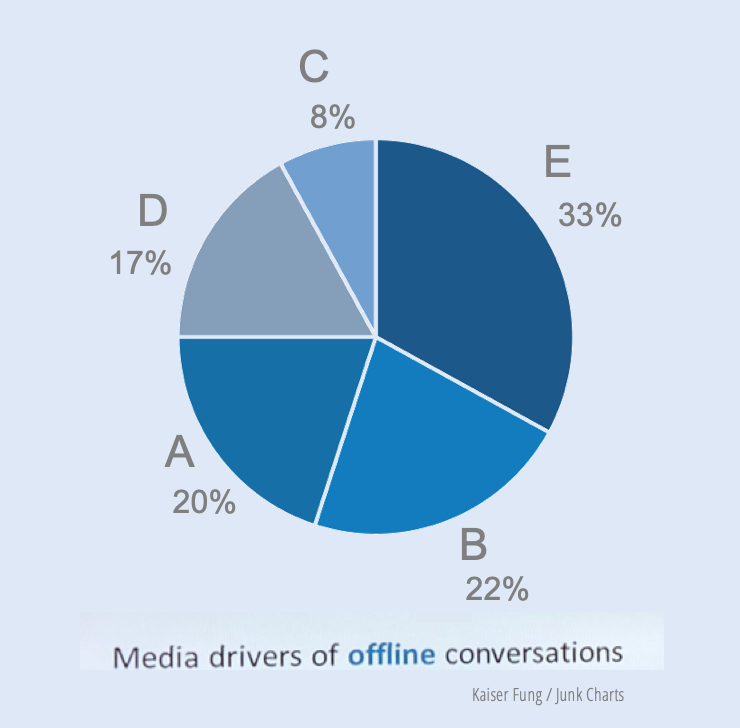 C
8%
E
33%
D
17%
A
20%
B
22%
Media drivers of offline conversations
Kaiser Fung / Junk Charts